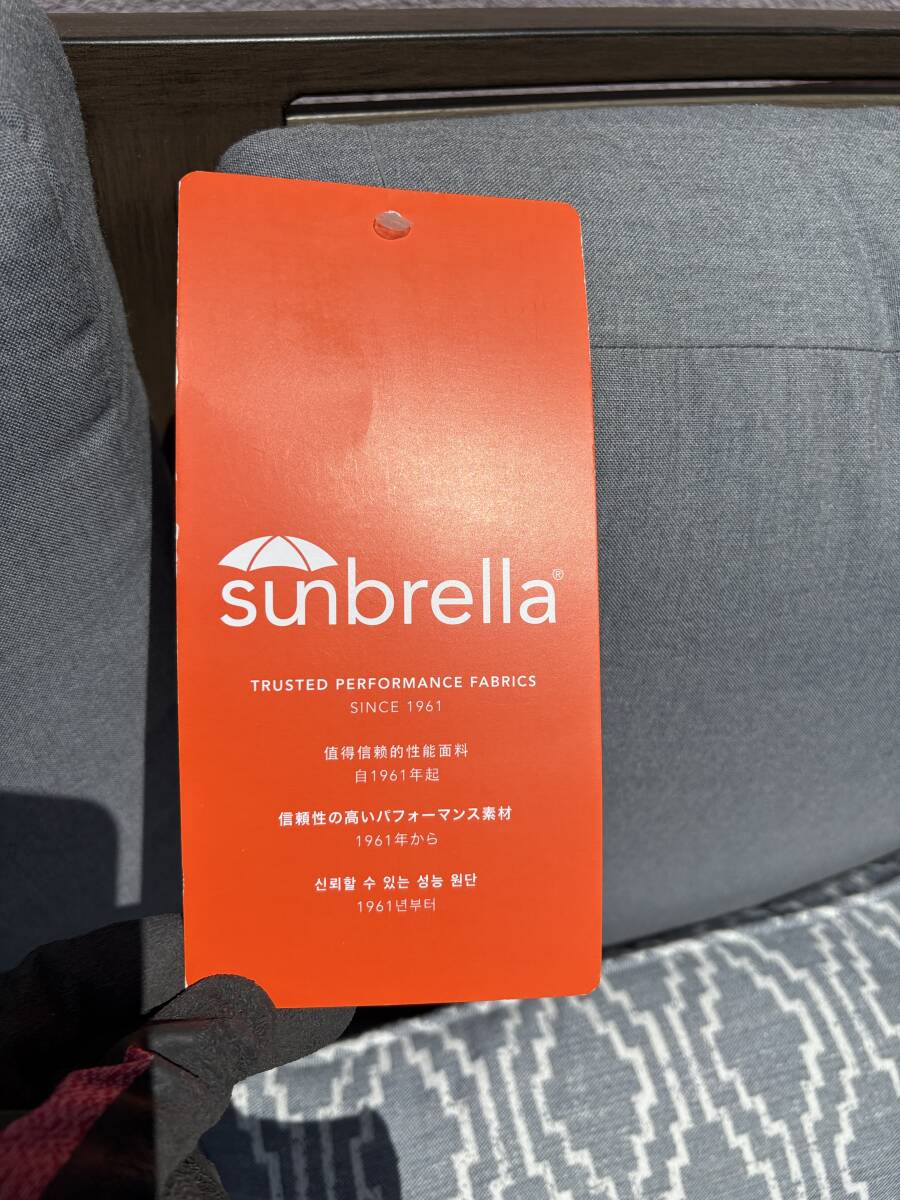 sunbrella®
TRUSTED PERFORMANCE FABRICS
SINCE 1961
值得信赖的性能面料
自1961年起
信頼性の高いパフォーマンス素材
1961年から
신뢰할 수 있는 성능 원단
1961년부터